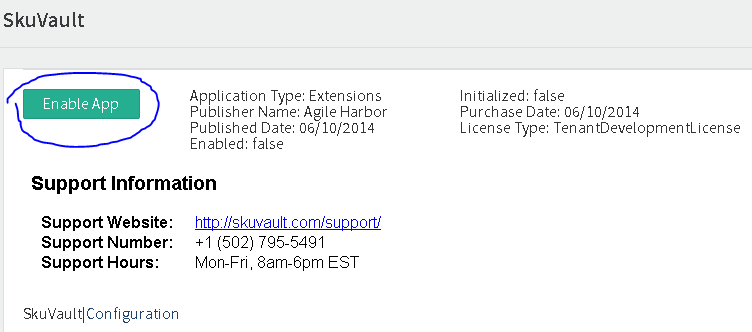 SkuVault
Enable App
Application Type: Extensions
Publisher Name: Agile Harbor
Published Date: 06/10/2014
Enabled: false
Initialized: false
Purchase Date: 06/10/2014
License Type: TenantDevelopmentLicense
Support Information
Support Website: http://skuvault.com/support/
Support Number: +1 (502) 795-5491
Support Hours: Mon-Fri, 8am-6pm EST
SkuVault|Configuration